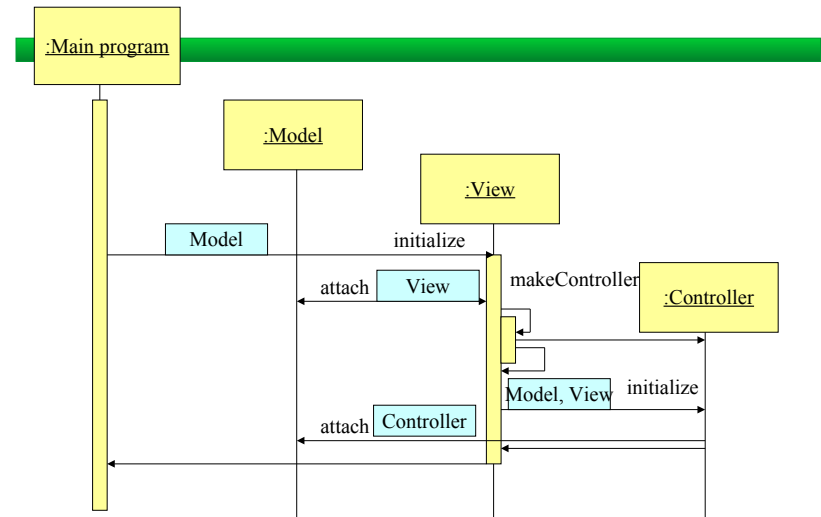 :Main program
:Model
:View
Model
initialize
makeController
attach
View
:Controller
Model, View
initialize
attach
Controller